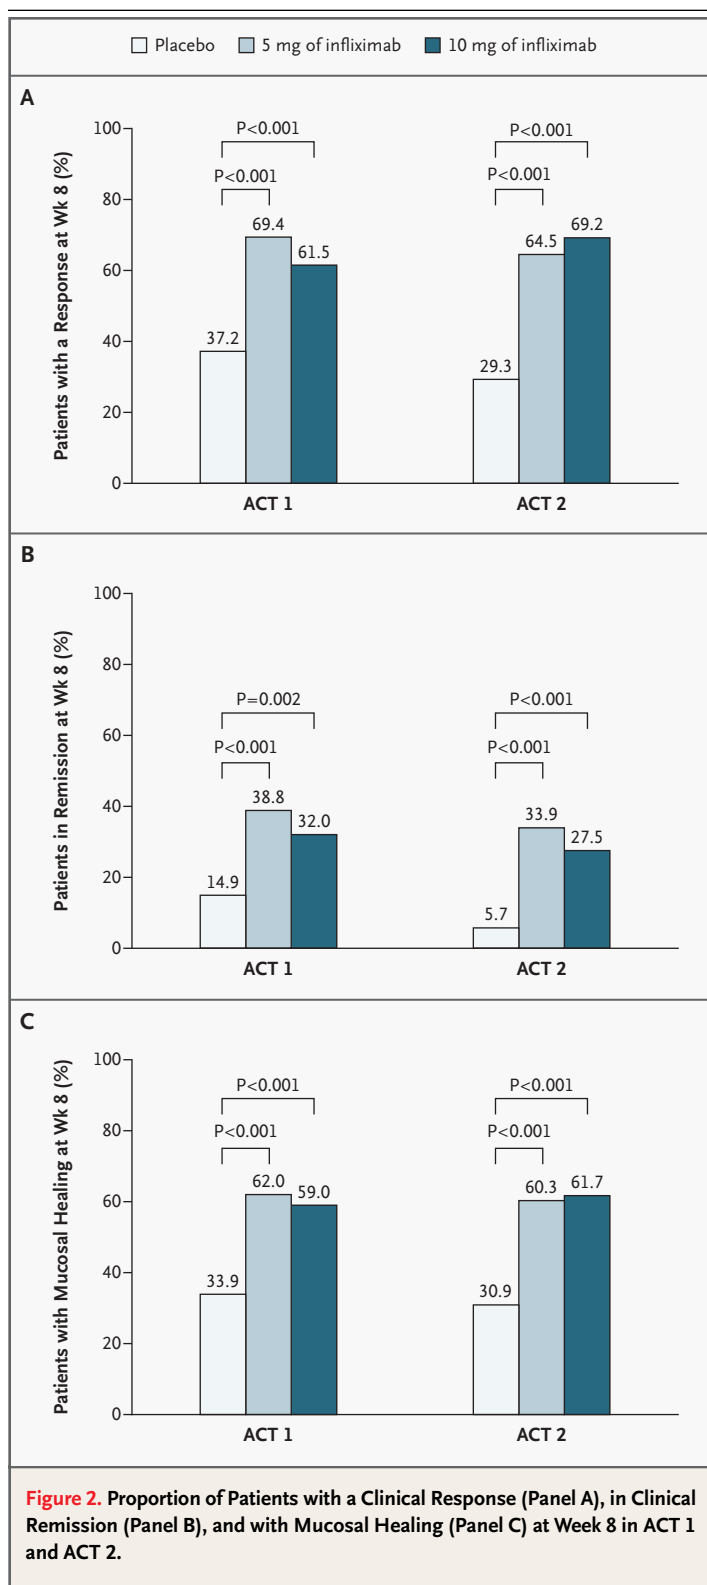 Placebo 5 mg of infliximab 10 mg of infliximab
A
Patients with a Response at Wk 8 (%)
100
80
60
40
20
0
P<0.001
P<0.001
37.2
69.4
61.5
P<0.001
P<0.001
29.3
64.5
69.2
ACT 1
ACT 2
B
Patients in Remission at Wk 8 (%)
100
80
60
40
20
0
P=0.002
P<0.001
14.9
38.8
32.0
P<0.001
P<0.001
5.7
33.9
27.5
ACT 1
ACT 2
C
Patients with Mucosal Healing at Wk 8 (%)
100
80
60
40
20
0
P<0.001
P<0.001
33.9
62.0
59.0
P<0.001
P<0.001
30.9
60.3
61.7
ACT 1
ACT 2
Figure 2. Proportion of Patients with a Clinical Response (Panel A), in Clinical
Remission (Panel B), and with Mucosal Healing (Panel C) at Week 8 in ACT 1
and ACT 2.